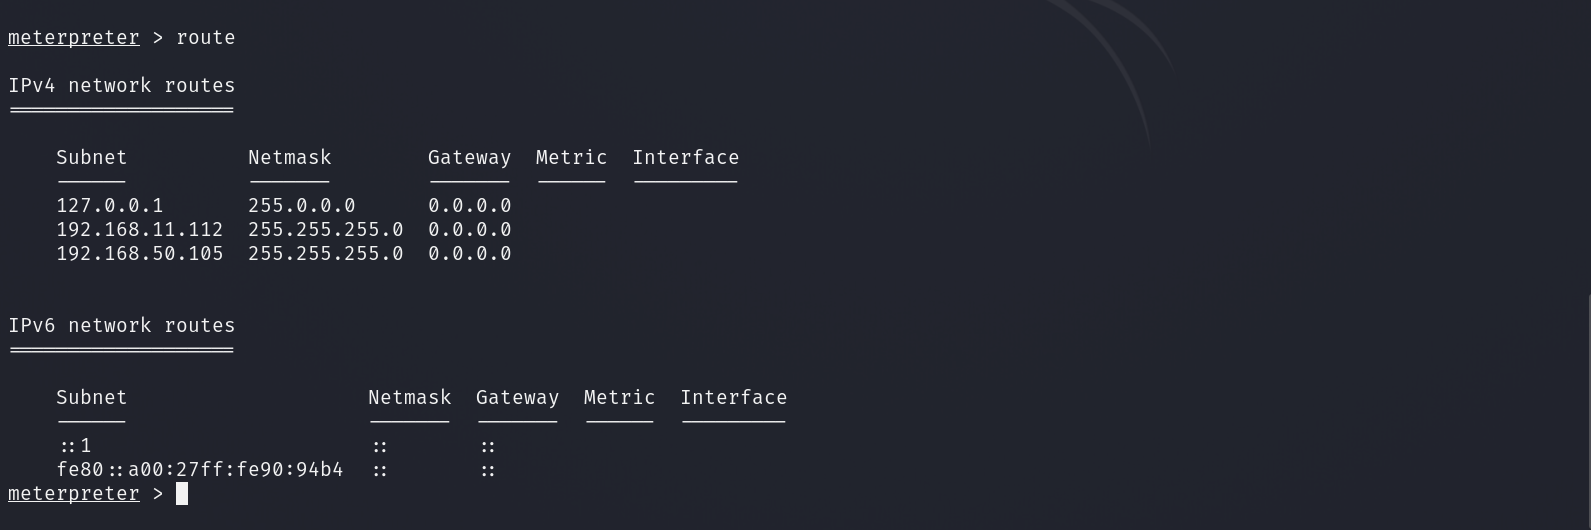 meterpreter > route
IPv4 network routes
====================
Subnet Netmask Gateway Metric Interface
------ ------- ------- ------ ---------
127.0.0.1 255.0.0.0 0.0.0.0
192.168.11.112 255.255.255.0 0.0.0.0
192.168.50.105 255.255.255.0 0.0.0.0
IPv6 network routes
====================
Subnet Netmask Gateway Metric Interface
------ ------- ------- ------ ---------
::1 :: ::
fe80::a00:27ff:fe90:94b4 :: ::
meterpreter >